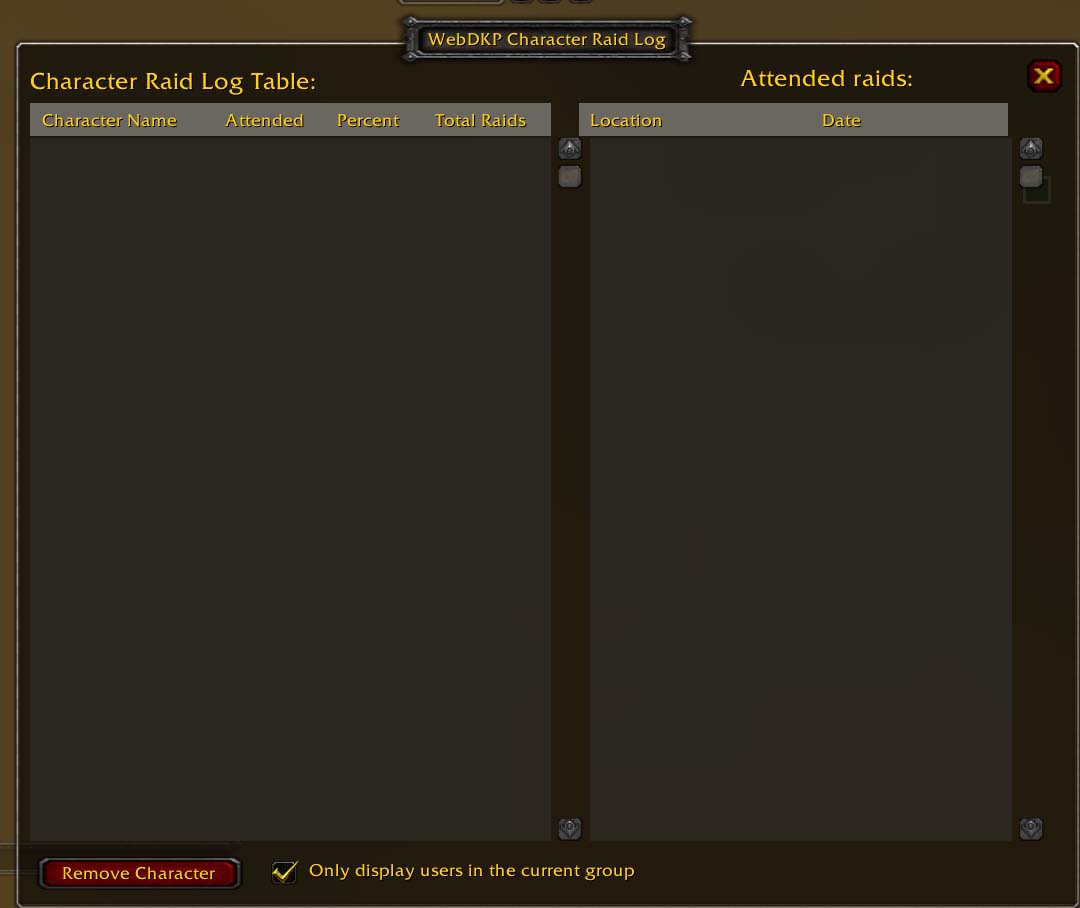 WebDKP Character Raid Log
Character Raid Log Table:
Attended raids:
Character Name Attended Percent Total Raids
Location Date
Remove Character
Only display users in the current group